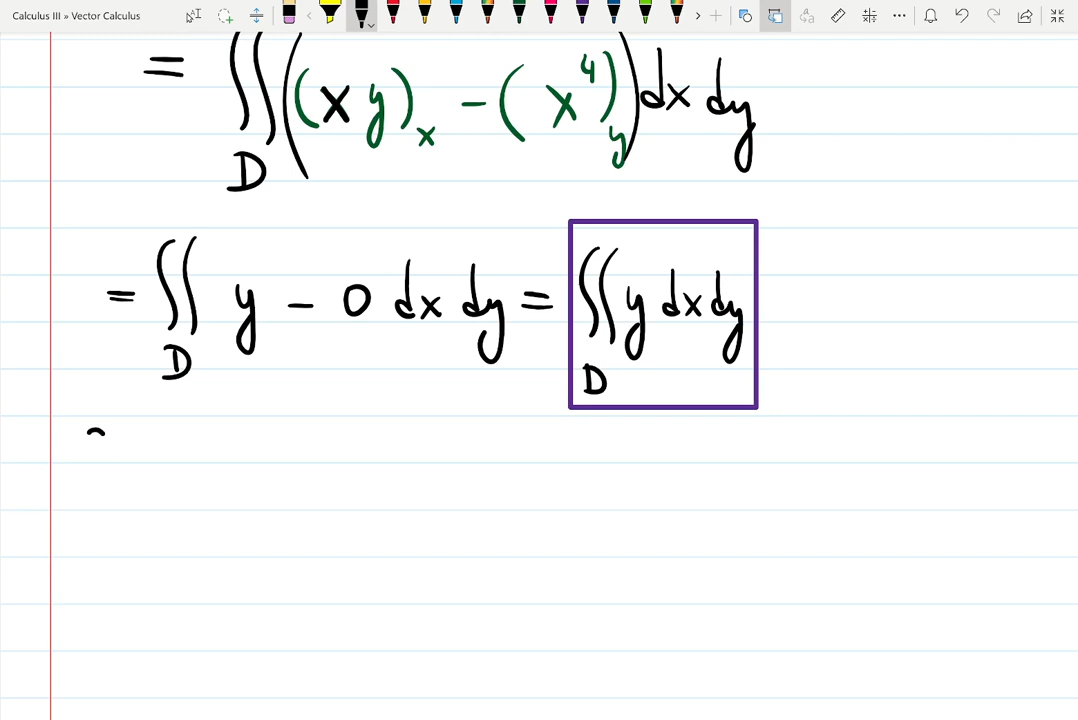 Calculus III » Vector Calculus
= ∬_D ((xy)_x - (x⁴)_y) dx dy
= ∬_D y - 0 dx dy = ∬_D y dx dy